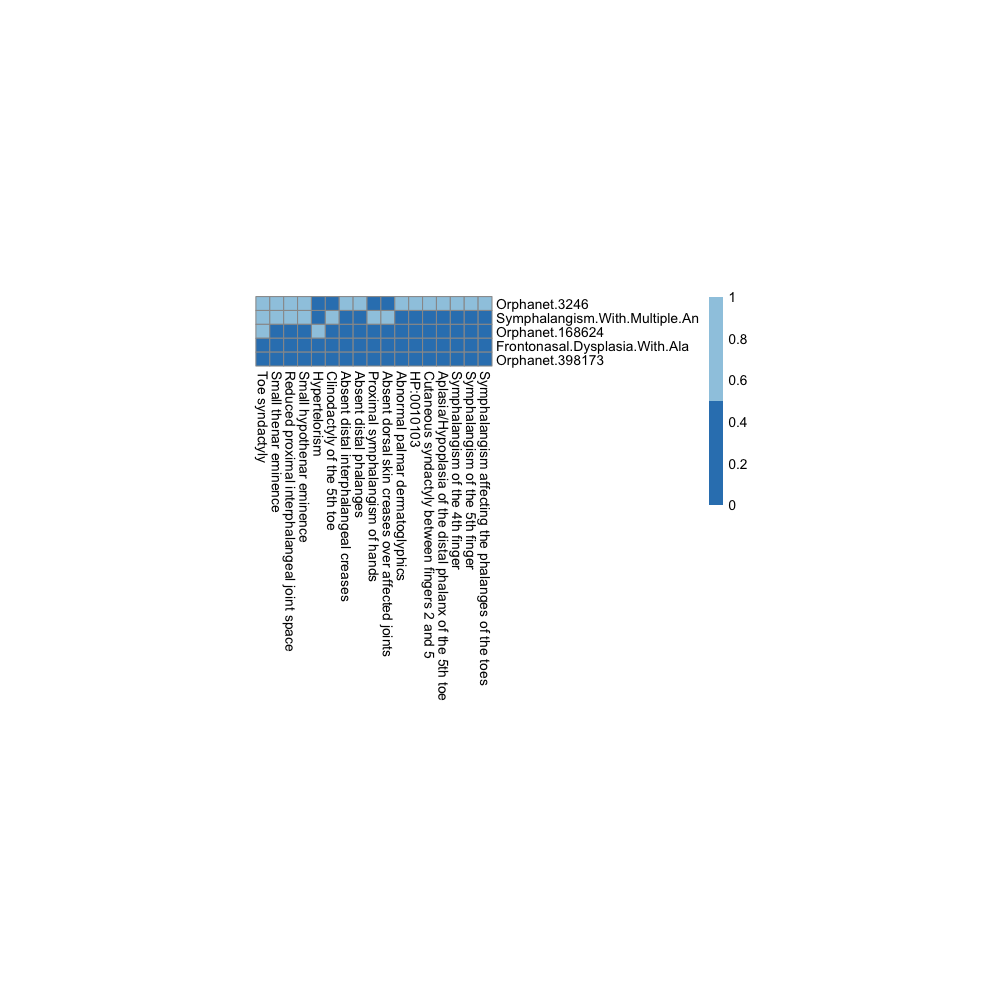 Orphanet.3246
Symphalangism.With.Multiple.An
Orphanet.168624
Frontonasal.Dysplasia.With.Ala
Orphanet.398173
1
0.8
0.6
0.4
0.2
0
Toe syndactyly
Small thenar eminence
Reduced proximal interphalangeal joint space
Small hypothenar eminence
Hypertelorism
Clinodactyly of the 5th toe
Absent distal interphalangeal creases
Absent distal phalanges
Proximal symphalangism of hands
Absent dorsal skin creases over affected joints
Abnormal palmar dermatoglyphics
HP:0010103
Cutaneous syndactyly between fingers 2 and 5
Aplasia/Hypoplasia of the distal phalanx of the 5th toe
Symphalangism of the 4th finger
Symphalangism of the 5th finger
Symphalangism affecting the phalanges of the toes